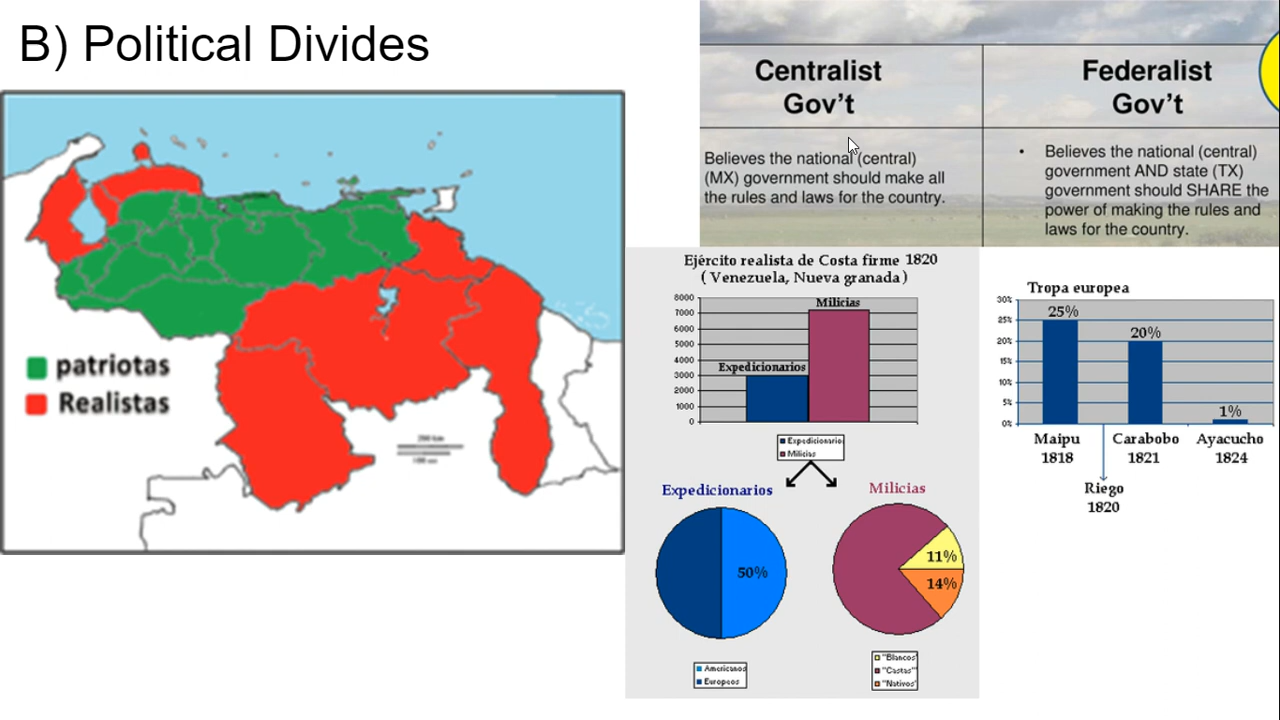 B) Political Divides
patriotas
Realistas
Centralist
Gov't
Federalist
Gov't
Believes the national (central)
(MX) government should make all
the rules and laws for the country.
• Believes the national (central)
government AND state (TX)
government should SHARE the
power of making the rules and
laws for the country.
Ejército realista de Costa firme 1820
( Venezuela, Nueva granada )
8000
7000
6000
5000
4000
3000
2000
1000
0
Milicias
Expedicionarios
Expedicionarios
Milicias
Expedicionarios
50%
Americanos
Europeos
Milicias
11%
14%
"Blancos"
"Castas"
"Nativos"
Tropa europea
30%
25%
20%
15%
10%
5%
0%
25%
20%
1%
Maipu
1818
Carabobo
1821
Ayacucho
1824
Riego
1820